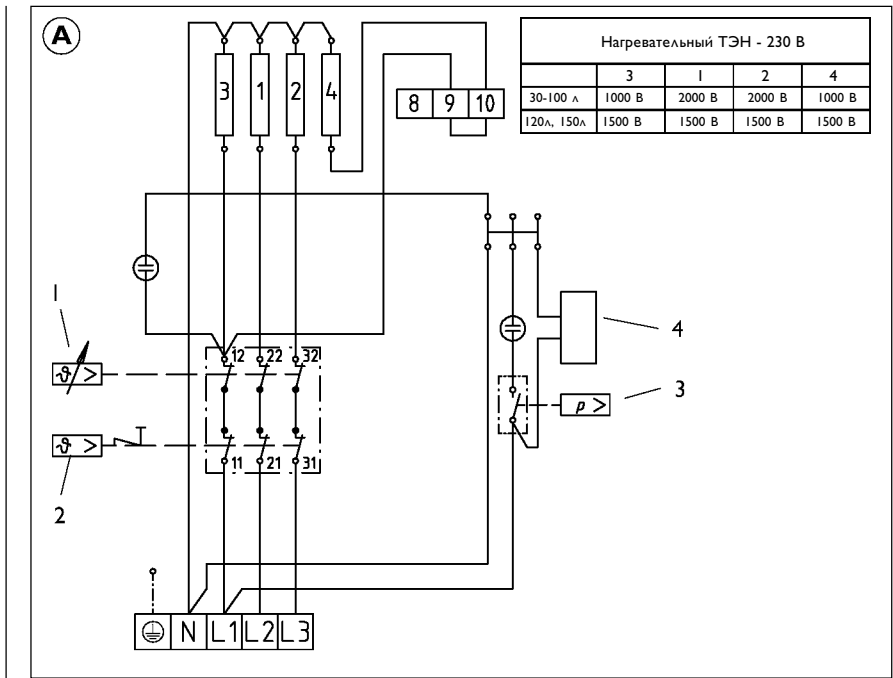 A
Нагревательный ТЭН - 230 В
3 1 2 4
30-100 л 1000 В 2000 В 2000 В 1000 В
120л, 150л 1500 В 1500 В 1500 В 1500 В
3 1 2 4
8 9 10
1
4
12 22 32
ϑ >
3
p >
ϑ >
11 21 31
2
N L1 L2 L3